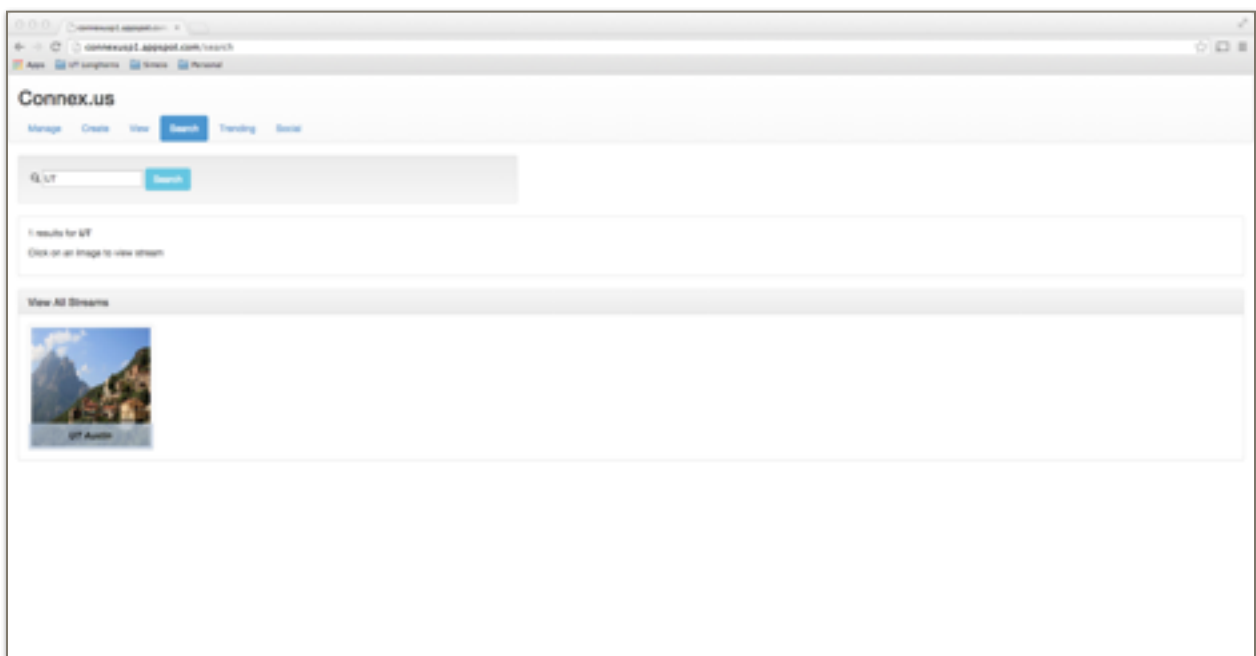 connexusp1.appspot.com/search
Apps UT Longhorns Personal
Connex.us
Manage Create View Search Trending Social
UT Search
1 results for UT
Click on an image to view stream
View All Streams
UT Austin